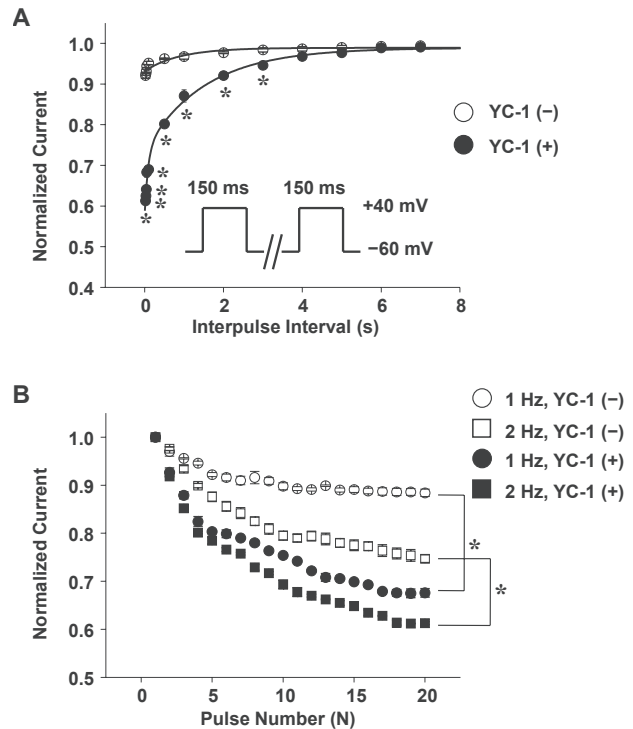 A
1.0
0.9
0.8
0.7
0.6
0.5
0.4
Normalized Current
0
2
4
6
8
Interpulse Interval (s)
YC-1 (−)
YC-1 (+)
150 ms
150 ms
+40 mV
−60 mV
*
*
*
*
*
*
*
B
1.0
0.9
0.8
0.7
0.6
0.5
Normalized Current
0
5
10
15
20
Pulse Number (N)
1 Hz, YC-1 (−)
2 Hz, YC-1 (−)
1 Hz, YC-1 (+)
2 Hz, YC-1 (+)
*
*